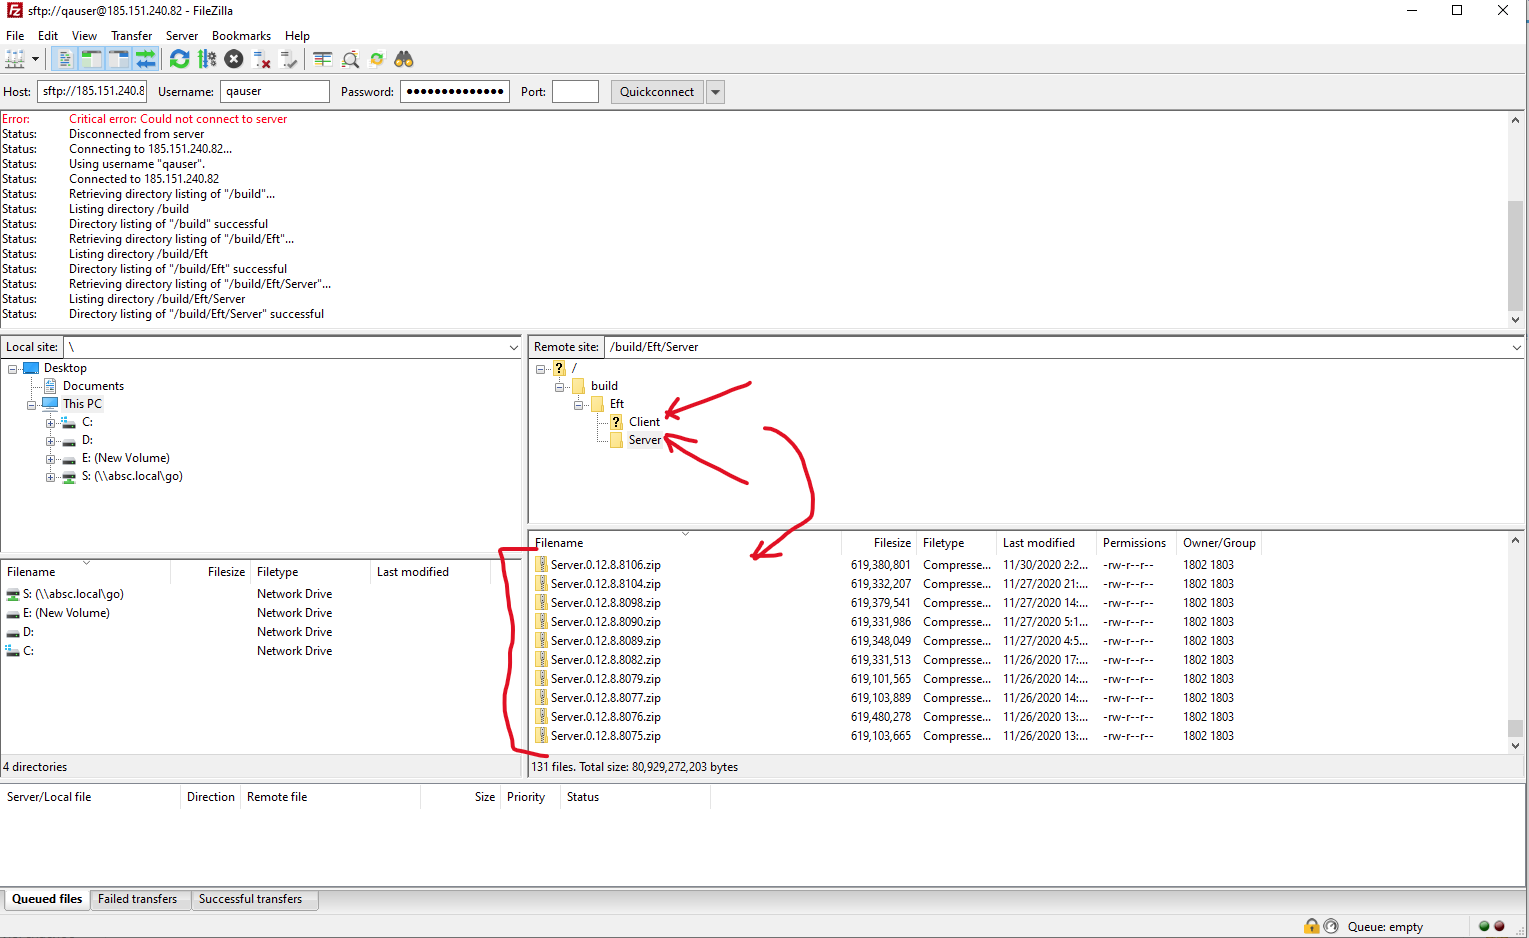 sftp://qauser@185.151.240.82 - FileZilla
File Edit View Transfer Server Bookmarks Help
Host: sftp://185.151.240.8 Username: qauser Password: ●●●●●●●●●●●●●● Port: Quickconnect
Error: Critical error: Could not connect to server
Status: Disconnected from server
Status: Connecting to 185.151.240.82...
Status: Using username "qauser".
Status: Connected to 185.151.240.82
Status: Retrieving directory listing of "/build"...
Status: Listing directory /build
Status: Directory listing of "/build" successful
Status: Retrieving directory listing of "/build/Eft"...
Status: Listing directory /build/Eft
Status: Directory listing of "/build/Eft" successful
Status: Retrieving directory listing of "/build/Eft/Server"...
Status: Listing directory /build/Eft/Server
Status: Directory listing of "/build/Eft/Server" successful
Local site: \
Desktop
Documents
This PC
C:
D:
E: (New Volume)
S: (\\absc.local\go)
Filename Filesize Filetype Last modified
S: (\\absc.local\go) Network Drive
E: (New Volume) Network Drive
D: Network Drive
C: Network Drive
4 directories
Remote site: /build/Eft/Server
? /
build
Eft
? Client
Server
Filename Filesize Filetype Last modified Permissions Owner/Group
Server.0.12.8.8106.zip 619,380,801 Compresse... 11/30/2020 2:2... -rw-r--r-- 1802 1803
Server.0.12.8.8104.zip 619,332,207 Compresse... 11/27/2020 21:... -rw-r--r-- 1802 1803
Server.0.12.8.8098.zip 619,379,541 Compresse... 11/27/2020 14:... -rw-r--r-- 1802 1803
Server.0.12.8.8090.zip 619,331,986 Compresse... 11/27/2020 5:1... -rw-r--r-- 1802 1803
Server.0.12.8.8089.zip 619,348,049 Compresse... 11/27/2020 4:5... -rw-r--r-- 1802 1803
Server.0.12.8.8082.zip 619,331,513 Compresse... 11/26/2020 17:... -rw-r--r-- 1802 1803
Server.0.12.8.8079.zip 619,101,565 Compresse... 11/26/2020 14:... -rw-r--r-- 1802 1803
Server.0.12.8.8077.zip 619,103,889 Compresse... 11/26/2020 14:... -rw-r--r-- 1802 1803
Server.0.12.8.8076.zip 619,480,278 Compresse... 11/26/2020 13:... -rw-r--r-- 1802 1803
Server.0.12.8.8075.zip 619,103,665 Compresse... 11/26/2020 13:... -rw-r--r-- 1802 1803
131 files. Total size: 80,929,272,203 bytes
Server/Local file Direction Remote file Size Priority Status
Queued files Failed transfers Successful transfers
Queue: empty